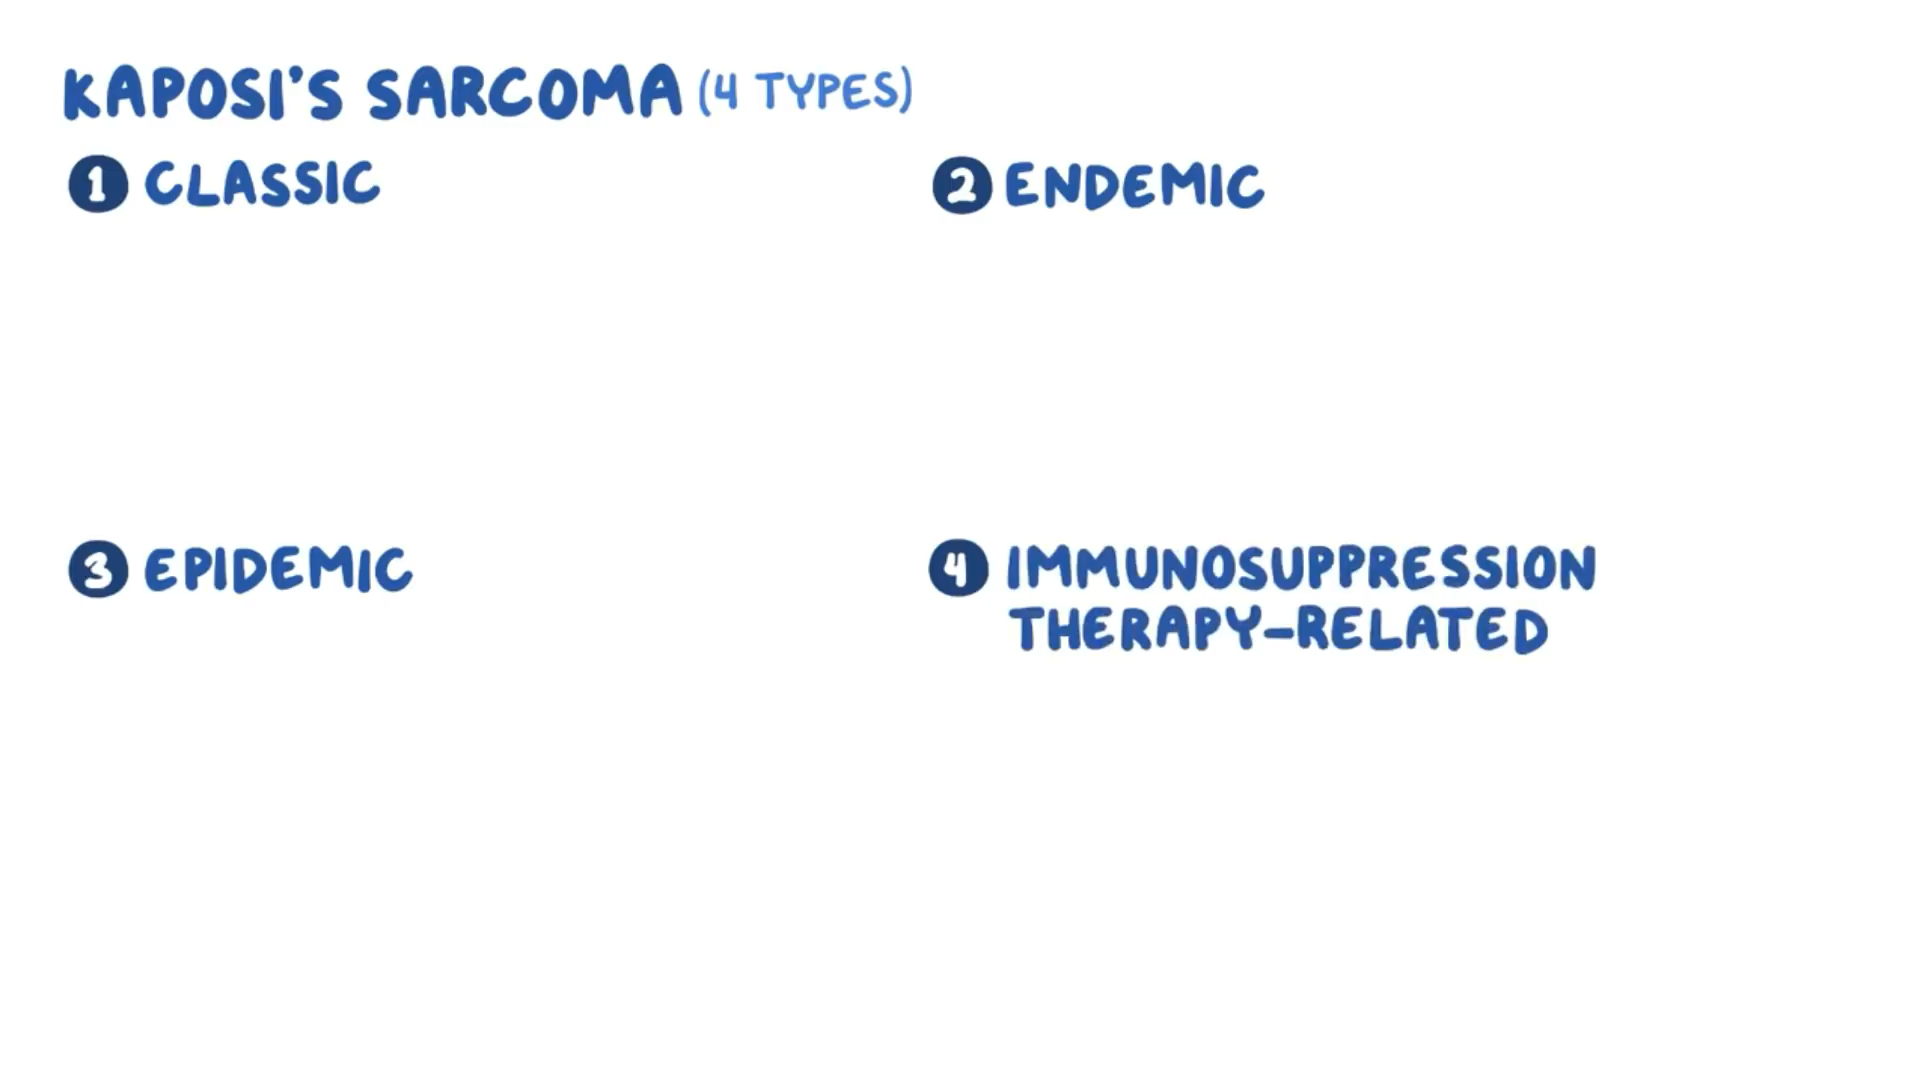 KAPOSI'S SARCOMA (4 TYPES)
1 CLASSIC
2 ENDEMIC
3 EPIDEMIC
4 IMMUNOSUPPRESSION
THERAPY-RELATED